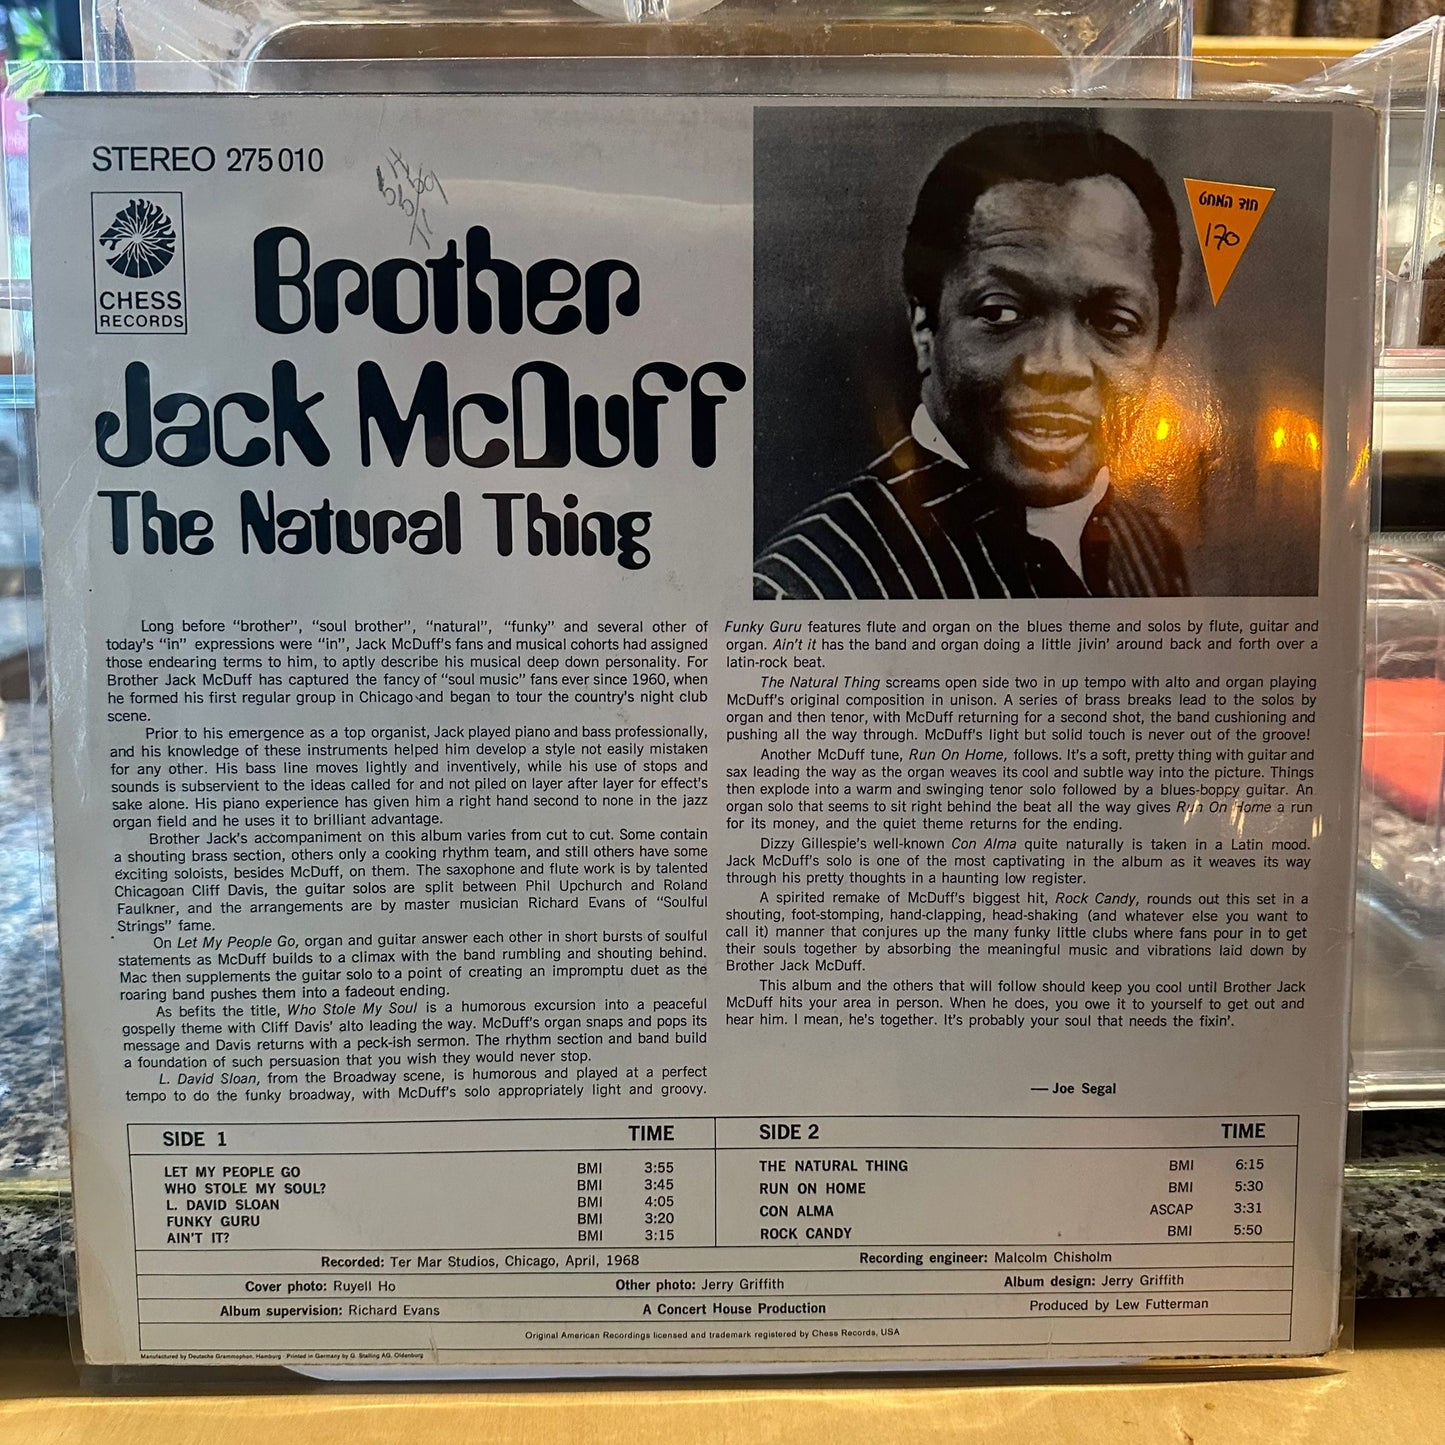 STEREO 275 010
CHESS
RECORDS
Brother
Jack McDuff
The Natural Thing
חוד המחט
170
Long before “brother”, “soul brother”, “natural”, “funky” and several other of
today’s “in” expressions were “in”, Jack McDuff’s fans and musical cohorts had assigned
those endearing terms to him, to aptly describe his musical deep down personality. For
Brother Jack McDuff has captured the fancy of “soul music” fans ever since 1960, when
he formed his first regular group in Chicago and began to tour the country’s night club
scene.
Prior to his emergence as a top organist, Jack played piano and bass professionally,
and his knowledge of these instruments helped him develop a style not easily mistaken
for any other. His bass line moves lightly and inventively, while his use of stops and
sounds is subservient to the ideas called for and not piled on layer after layer for effect’s
sake alone. His piano experience has given him a right hand second to none in the jazz
organ field and he uses it to brilliant advantage.
Brother Jack’s accompaniment on this album varies from cut to cut. Some contain
a shouting brass section, others only a cooking rhythm team, and still others have some
exciting soloists, besides McDuff, on them. The saxophone and flute work is by talented
Chicagoan Cliff Davis, the guitar solos are split between Phil Upchurch and Roland
Faulkner, and the arrangements are by master musician Richard Evans of “Soulful
Strings” fame.
On Let My People Go, organ and guitar answer each other in short bursts of soulful
statements as McDuff builds to a climax with the band rumbling and shouting behind.
Mac then supplements the guitar solo to a point of creating an impromptu duet as the
roaring band pushes them into a fadeout ending.
As befits the title, Who Stole My Soul is a humorous excursion into a peaceful
gospelly theme with Cliff Davis’ alto leading the way. McDuff’s organ snaps and pops its
message and Davis returns with a peck-ish sermon. The rhythm section and band build
a foundation of such persuasion that you wish they would never stop.
L. David Sloan, from the Broadway scene, is humorous and played at a perfect
tempo to do the funky broadway, with McDuff’s solo appropriately light and groovy.
Funky Guru features flute and organ on the blues theme and solos by flute, guitar and
organ. Ain’t it has the band and organ doing a little jivin’ around back and forth over a
latin-rock beat.
The Natural Thing screams open side two in up tempo with alto and organ playing
McDuff’s original composition in unison. A series of brass breaks lead to the solos by
organ and then tenor, with McDuff returning for a second shot, the band cushioning and
pushing all the way through. McDuff’s light but solid touch is never out of the groove!
Another McDuff tune, Run On Home, follows. It’s a soft, pretty thing with guitar and
sax leading the way as the organ weaves its cool and subtle way into the picture. Things
then explode into a warm and swinging tenor solo followed by a blues-boppy guitar. An
organ solo that seems to sit right behind the beat all the way gives Run On Home a run
for its money, and the quiet theme returns for the ending.
Dizzy Gillespie’s well-known Con Alma quite naturally is taken in a Latin mood.
Jack McDuff’s solo is one of the most captivating in the album as it weaves its way
through his pretty thoughts in a haunting low register.
A spirited remake of McDuff’s biggest hit, Rock Candy, rounds out this set in a
shouting, foot-stomping, hand-clapping, head-shaking (and whatever else you want to
call it) manner that conjures up the many funky little clubs where fans pour in to get
their souls together by absorbing the meaningful music and vibrations laid down by
Brother Jack McDuff.
This album and the others that will follow should keep you cool until Brother Jack
McDuff hits your area in person. When he does, you owe it to yourself to get out and
hear him. I mean, he’s together. It’s probably your soul that needs the fixin’.
— Joe Segal
SIDE 1 TIME
LET MY PEOPLE GO BMI 3:55
WHO STOLE MY SOUL? BMI 3:45
L. DAVID SLOAN BMI 4:05
FUNKY GURU BMI 3:20
AIN’T IT? BMI 3:15
SIDE 2 TIME
THE NATURAL THING BMI 6:15
RUN ON HOME BMI 5:30
CON ALMA ASCAP 3:31
ROCK CANDY BMI 5:50
Recorded: Ter Mar Studios, Chicago, April, 1968 Recording engineer: Malcolm Chisholm
Cover photo: Ruyell Ho Other photo: Jerry Griffith Album design: Jerry Griffith
Album supervision: Richard Evans A Concert House Production Produced by Lew Futterman
Original American Recordings licensed and trademark registered by Chess Records, USA
Manufactured by Deutsche Grammophon, Hamburg · Printed in Germany by G. Stalling AG, Oldenburg